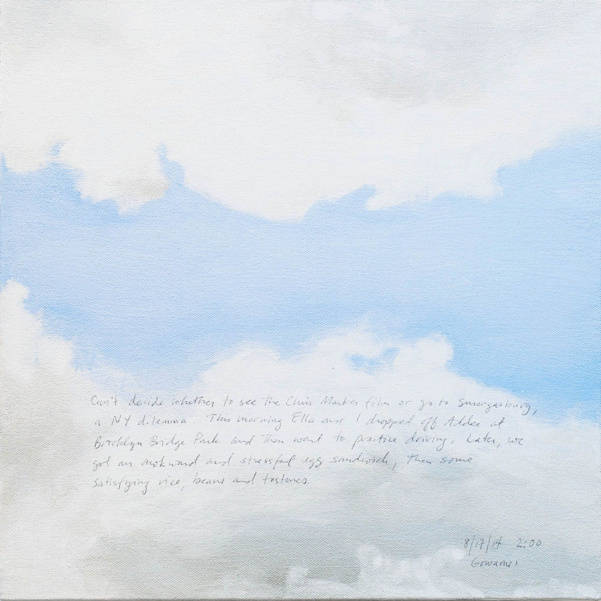 Can't decide whether to see the Chris Marker film or go to Smorgasburg,
a NY dilemma. This morning Ella and I dropped off Alden at
Brooklyn Bridge Park and then went to practice driving. Later, we
got an awkward and stressful egg sandwich, then some
satisfying rice, beans and tostones.
8/17/14 2:00
Gowanus